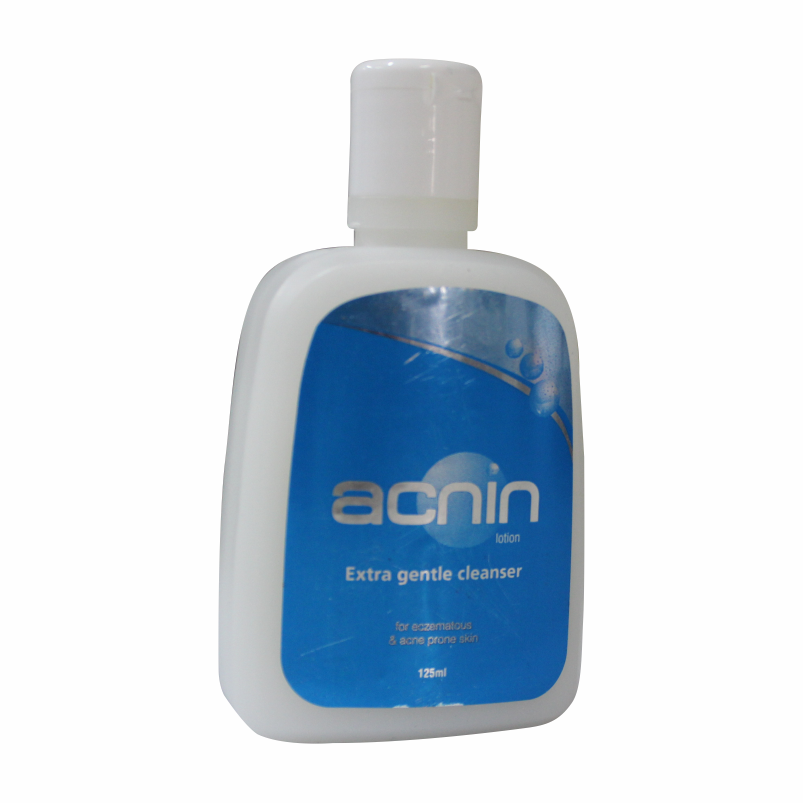 acnin
lotion
Extra gentle cleanser
for eczematous
& acne prone skin
125ml